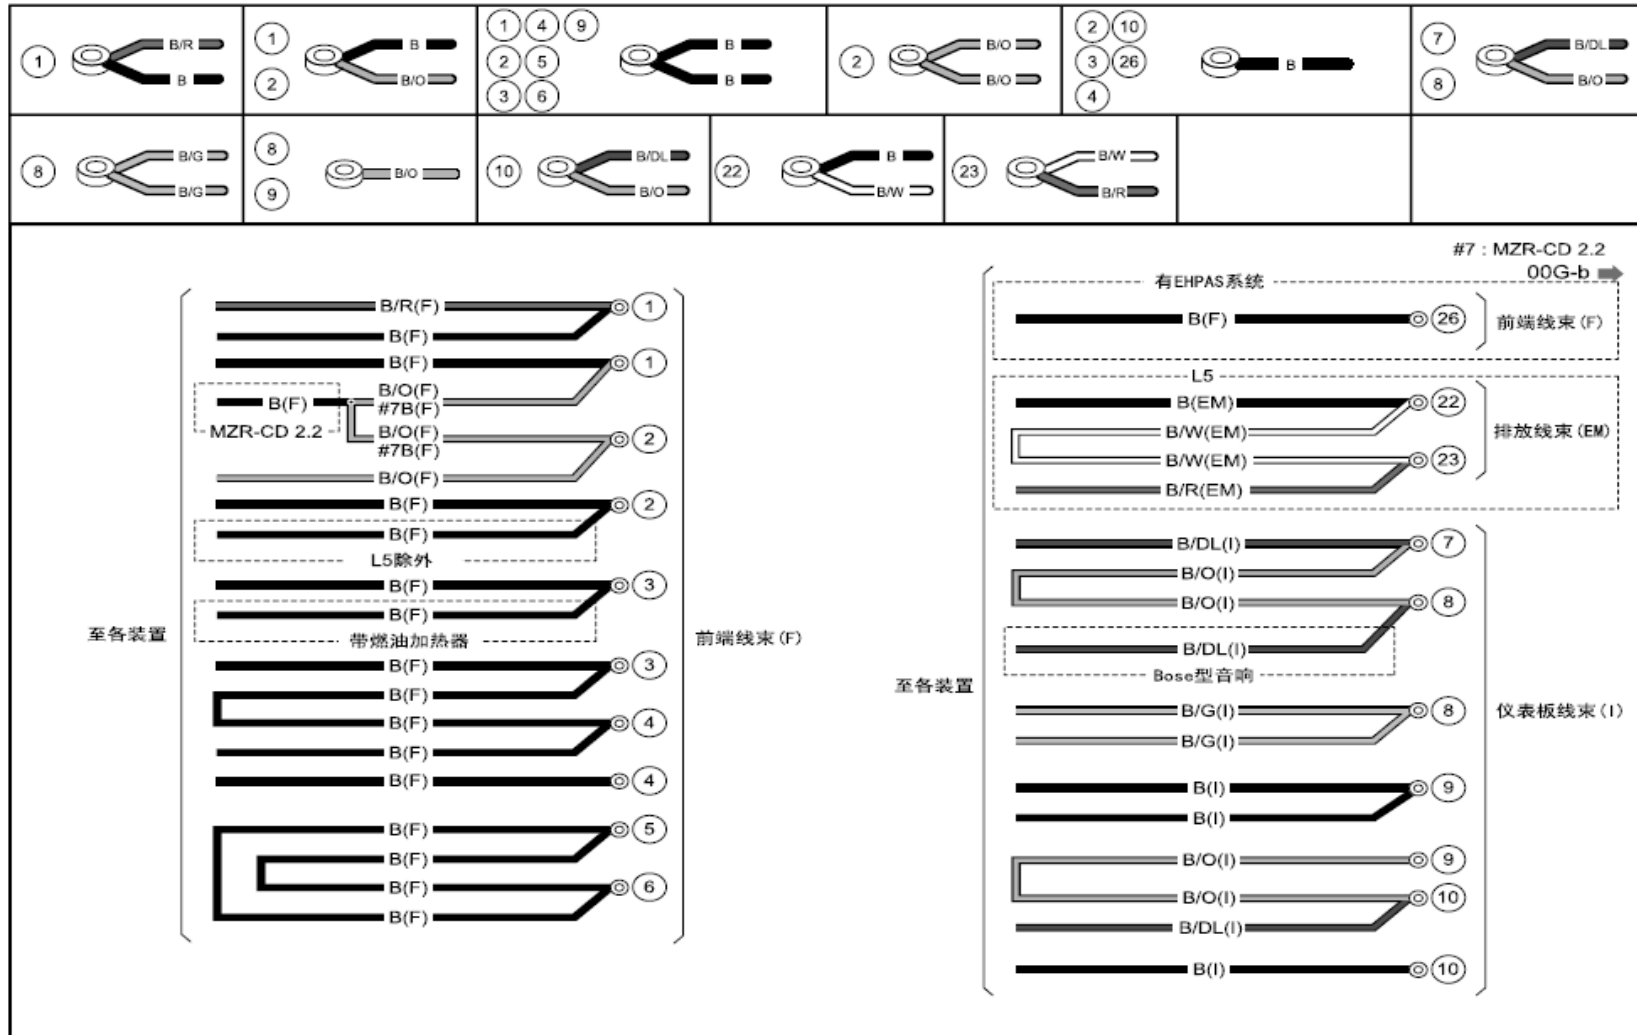 1 B/R B
1 2 B B/O
1 4 9
2 5
3 6
B B
2 B/O B/O
2 10
3 26
4
B
7 8 B/DL B/O
8 B/G B/G
8 9 B/O
10 B/DL B/O
22 B B/W
23 B/W B/R
#7 : MZR-CD 2.2
00G-b
至各装置
B/R(F) 1
B(F)
B(F) 1
B/O(F)
#7B(F)
B(F)
MZR-CD 2.2
B/O(F) 2
#7B(F)
B/O(F)
B(F) 2
B(F)
L5除外
B(F) 3
B(F)
带燃油加热器
B(F) 3
B(F)
B(F) 4
B(F)
B(F) 4
B(F) 5
B(F)
B(F) 6
B(F)
前端线束(F)
至各装置
有EHPAS系统
B(F) 26
前端线束(F)
L5
B(EM) 22
B/W(EM)
B/W(EM) 23
B/R(EM)
排放线束(EM)
B/DL(I) 7
B/O(I)
B/O(I) 8
B/DL(I)
Bose型音响
B/G(I) 8
B/G(I)
B(I) 9
B(I)
B/O(I) 9
B/O(I) 10
B/DL(I)
B(I) 10
仪表板线束(I)